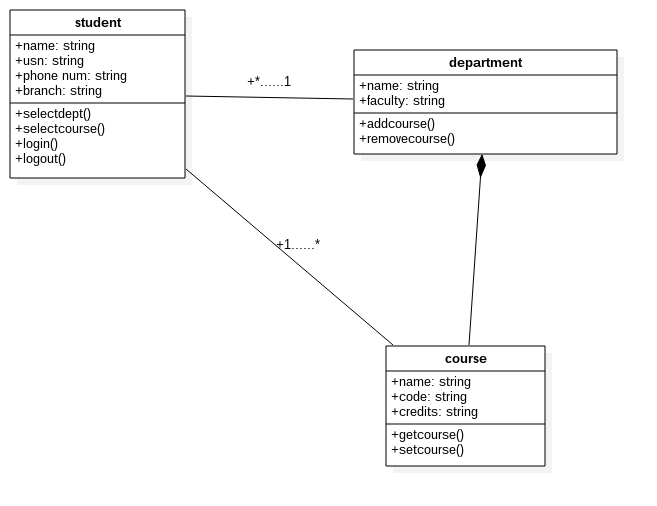 student
+name: string
+usn: string
+phone num: string
+branch: string
+selectdept()
+selectcourse()
+login()
+logout()
+*......1
department
+name: string
+faculty: string
+addcourse()
+removecourse()
+1......*
course
+name: string
+code: string
+credits: string
+getcourse()
+setcourse()